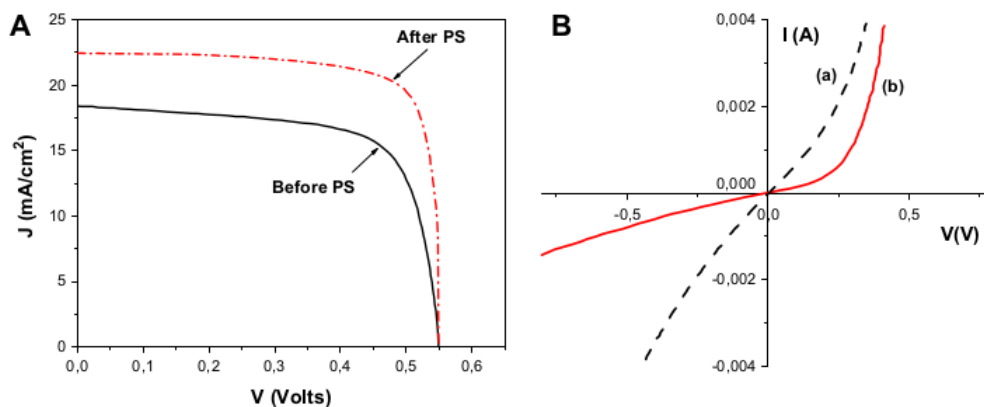 A
25
20
15
10
5
0
0,0
0,1
0,2
0,3
0,4
0,5
0,6
J (mA/cm²)
V (Volts)
After PS
Before PS
B
0,004
I (A)
(a)
(b)
0,002
0,000
-0,5
0,0
0,5
V(V)
-0,002
-0,004